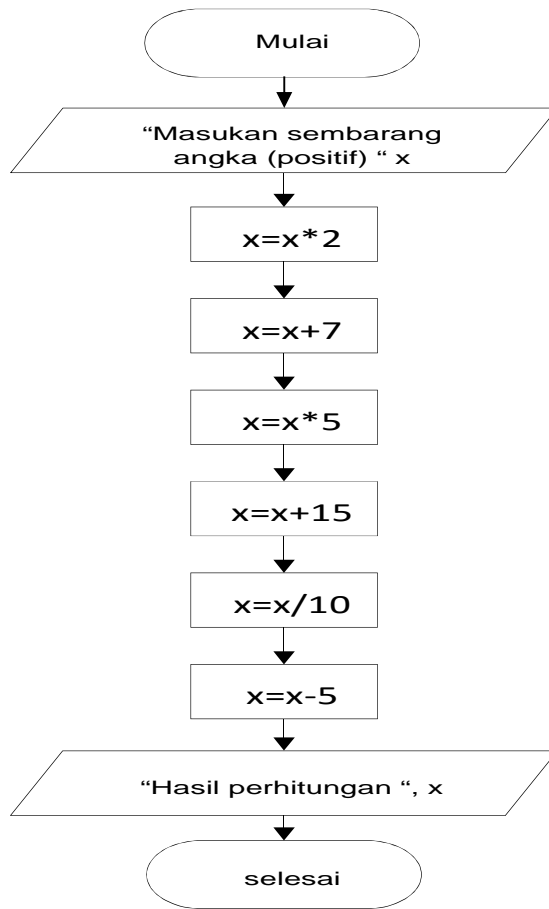 Mulai
“Masukan sembarang
angka (positif) “ x
x=x*2
x=x+7
x=x*5
x=x+15
x=x/10
x=x-5
“Hasil perhitungan “, x
selesai